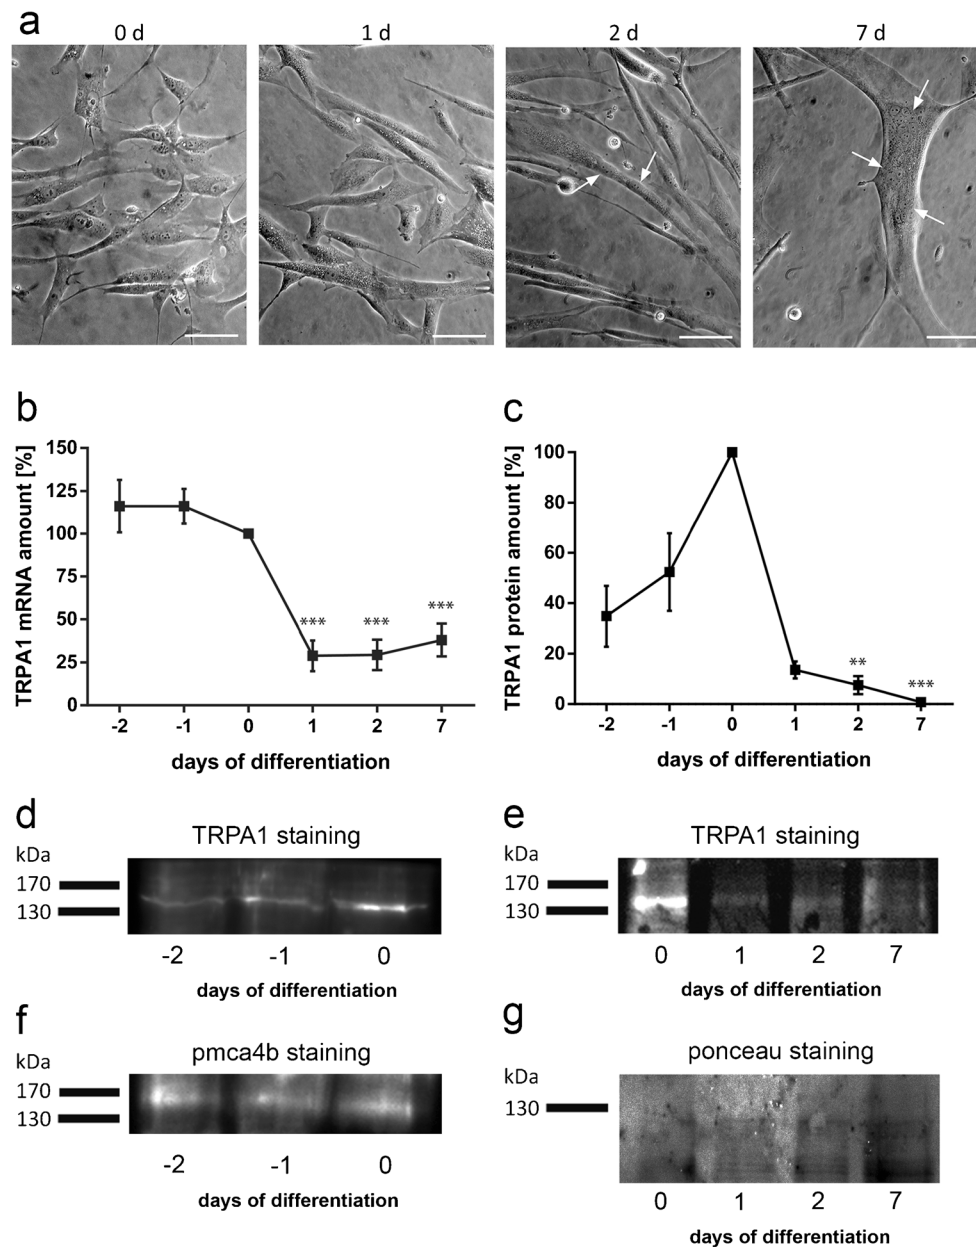 a
0 d
1 d
2 d
7 d
b
TRPA1 mRNA amount [%]
150
125
100
75
50
25
0
***
***
***
-2 -1 0 1 2 7
days of differentiation
c
TRPA1 protein amount [%]
100
80
60
40
20
0
**
***
-2 -1 0 1 2 7
days of differentiation
d
TRPA1 staining
kDa
170
130
-2 -1 0
days of differentiation
e
TRPA1 staining
kDa
170
130
0 1 2 7
days of differentiation
f
pmca4b staining
kDa
170
130
-2 -1 0
days of differentiation
g
ponceau staining
kDa
130
0 1 2 7
days of differentiation